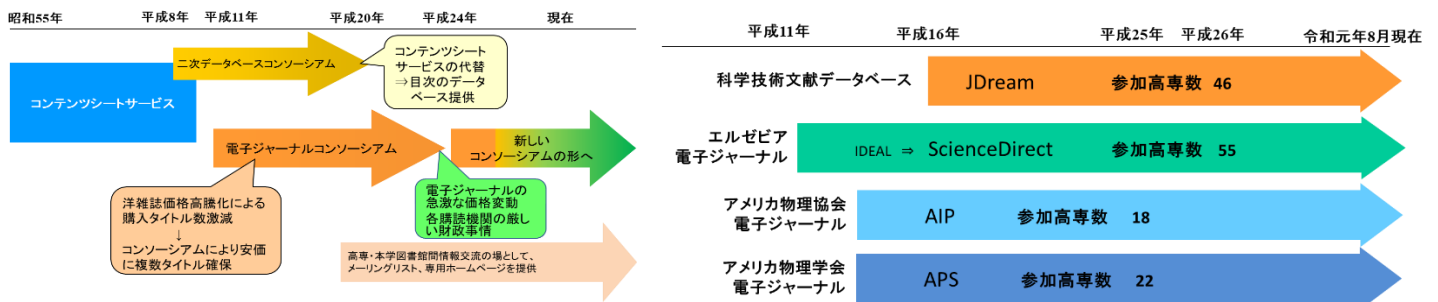 昭和55年 平成8年 平成11年 平成20年 平成24年 現在
二次データベースコンソーシアム
コンテンツシート
サービスの代替
⇒目次のデータ
ベース提供
コンテンツシートサービス
電子ジャーナルコンソーシアム
新しい
コンソーシアムの形へ
洋雑誌価格高騰化による
購入タイトル数激減
↓
コンソーシアムにより安価
に複数タイトル確保
電子ジャーナルの
急激な価格変動
各購読機関の厳し
い財政事情
高専・本学図書館間情報交流の場として、
メーリングリスト、専用ホームページを提供
平成11年 平成16年 平成25年 平成26年 令和元年8月現在
科学技術文献データベース JDream 参加高専数 46
エルゼビア
電子ジャーナル IDEAL ⇒ ScienceDirect 参加高専数 55
アメリカ物理協会
電子ジャーナル AIP 参加高専数 18
アメリカ物理学会
電子ジャーナル APS 参加高専数 22